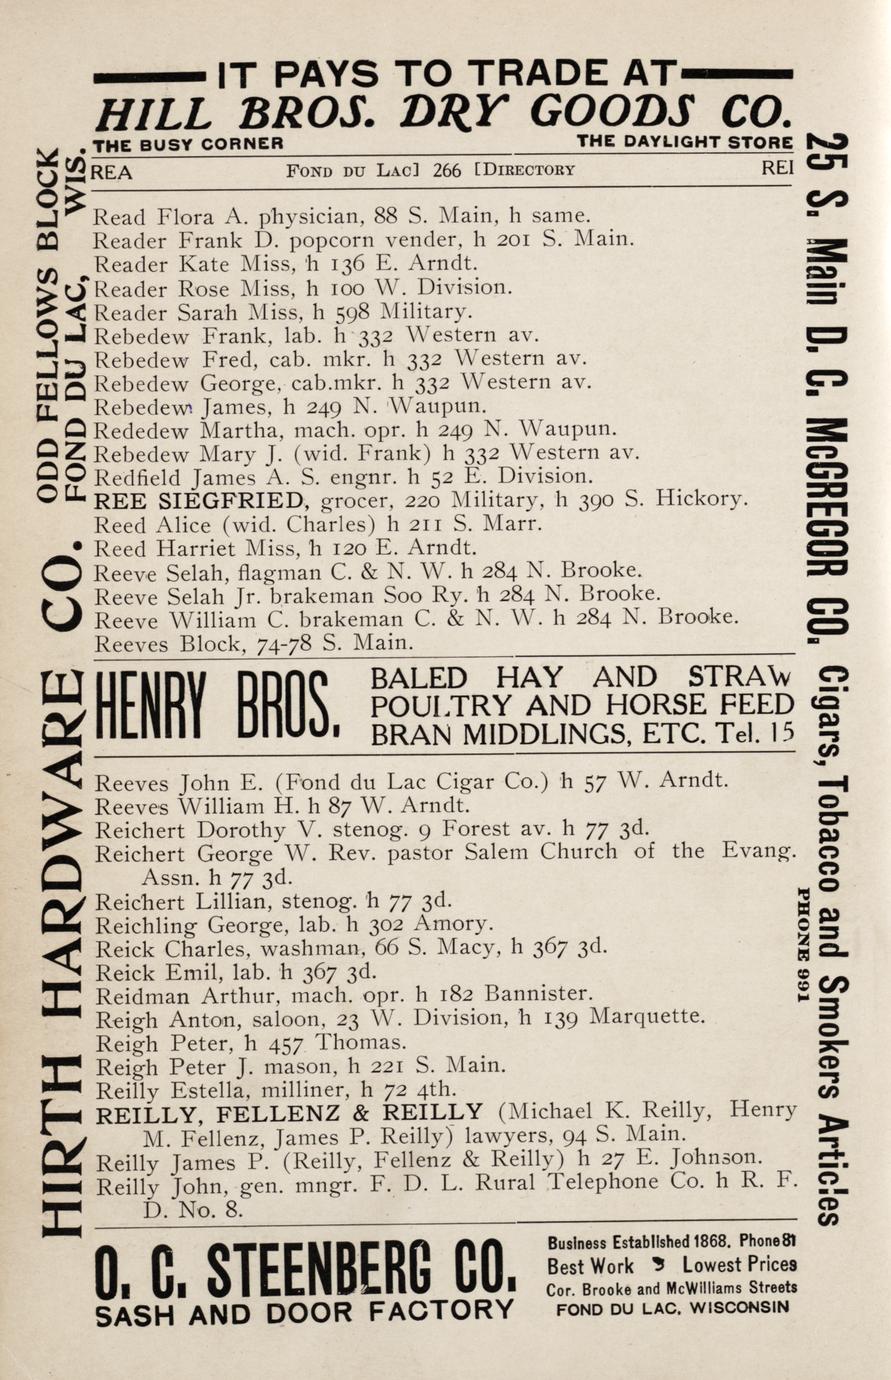 IT PAYS TO TRADE AT
HILL BROS. DRY GOODS CO.
THE BUSY CORNER THE DAYLIGHT STORE
REA FOND DU LAC] 266 [DIRECTORY REI
Read Flora A. physician, 88 S. Main, h same.
Reader Frank D. popcorn vender, h 201 S. Main.
Reader Kate Miss, h 136 E. Arndt.
Reader Rose Miss, h 100 W. Division.
Reader Sarah Miss, h 598 Military.
Rebedew Frank, lab. h 332 Western av.
Rebedew Fred, cab. mkr. h 332 Western av.
Rebedew George, cab.mkr. h 332 Western av.
Rebedew James, h 249 N. Waupun.
Rededew Martha, mach. opr. h 249 N. Waupun.
Rebedew Mary J. (wid. Frank) h 332 Western av.
Redfield James A. S. engnr. h 52 E. Division.
REE SIEGFRIED, grocer, 220 Military, h 390 S. Hickory.
Reed Alice (wid. Charles) h 211 S. Marr.
Reed Harriet Miss, h 120 E. Arndt.
Reeve Selah, flagman C. & N. W. h 284 N. Brooke.
Reeve Selah Jr. brakeman Soo Ry. h 284 N. Brooke.
Reeve William C. brakeman C. & N. W. h 284 N. Brooke.
Reeves Block, 74-78 S. Main.
HENRY BROS.
BALED HAY AND STRAW
POULTRY AND HORSE FEED
BRAN MIDDLINGS, ETC. Tel. 15
Reeves John E. (Fond du Lac Cigar Co.) h 57 W. Arndt.
Reeves William H. h 87 W. Arndt.
Reichert Dorothy V. stenog. 9 Forest av. h 77 3d.
Reichert George W. Rev. pastor Salem Church of the Evang.
Assn. h 77 3d.
Reichert Lillian, stenog. h 77 3d.
Reichling George, lab. h 302 Amory.
Reick Charles, washman, 66 S. Macy, h 367 3d.
Reick Emil, lab. h 367 3d.
Reidman Arthur, mach. opr. h 182 Bannister.
Reigh Anton, saloon, 23 W. Division, h 139 Marquette.
Reigh Peter, h 457 Thomas.
Reigh Peter J. mason, h 221 S. Main.
Reilly Estella, milliner, h 72 4th.
REILLY, FELLENZ & REILLY (Michael K. Reilly, Henry
M. Fellenz, James P. Reilly) lawyers, 94 S. Main.
Reilly James P. (Reilly, Fellenz & Reilly) h 27 E. Johnson.
Reilly John, gen. mngr. F. D. L. Rural Telephone Co. h R. F.
D. No. 8.
O. C. STEENBERG CO.
SASH AND DOOR FACTORY
Business Established 1868. Phone 81
Best Work Lowest Prices
Cor. Brooke and McWilliams Streets
FOND DU LAC, WISCONSIN
HIRTH HARDWARE CO.
ODD FELLOWS BLOCK
FOND DU LAC, WIS.
25 S. Main D. C. McGREGOR CO. Cigars, Tobacco and Smokers Articles
PHONE 991